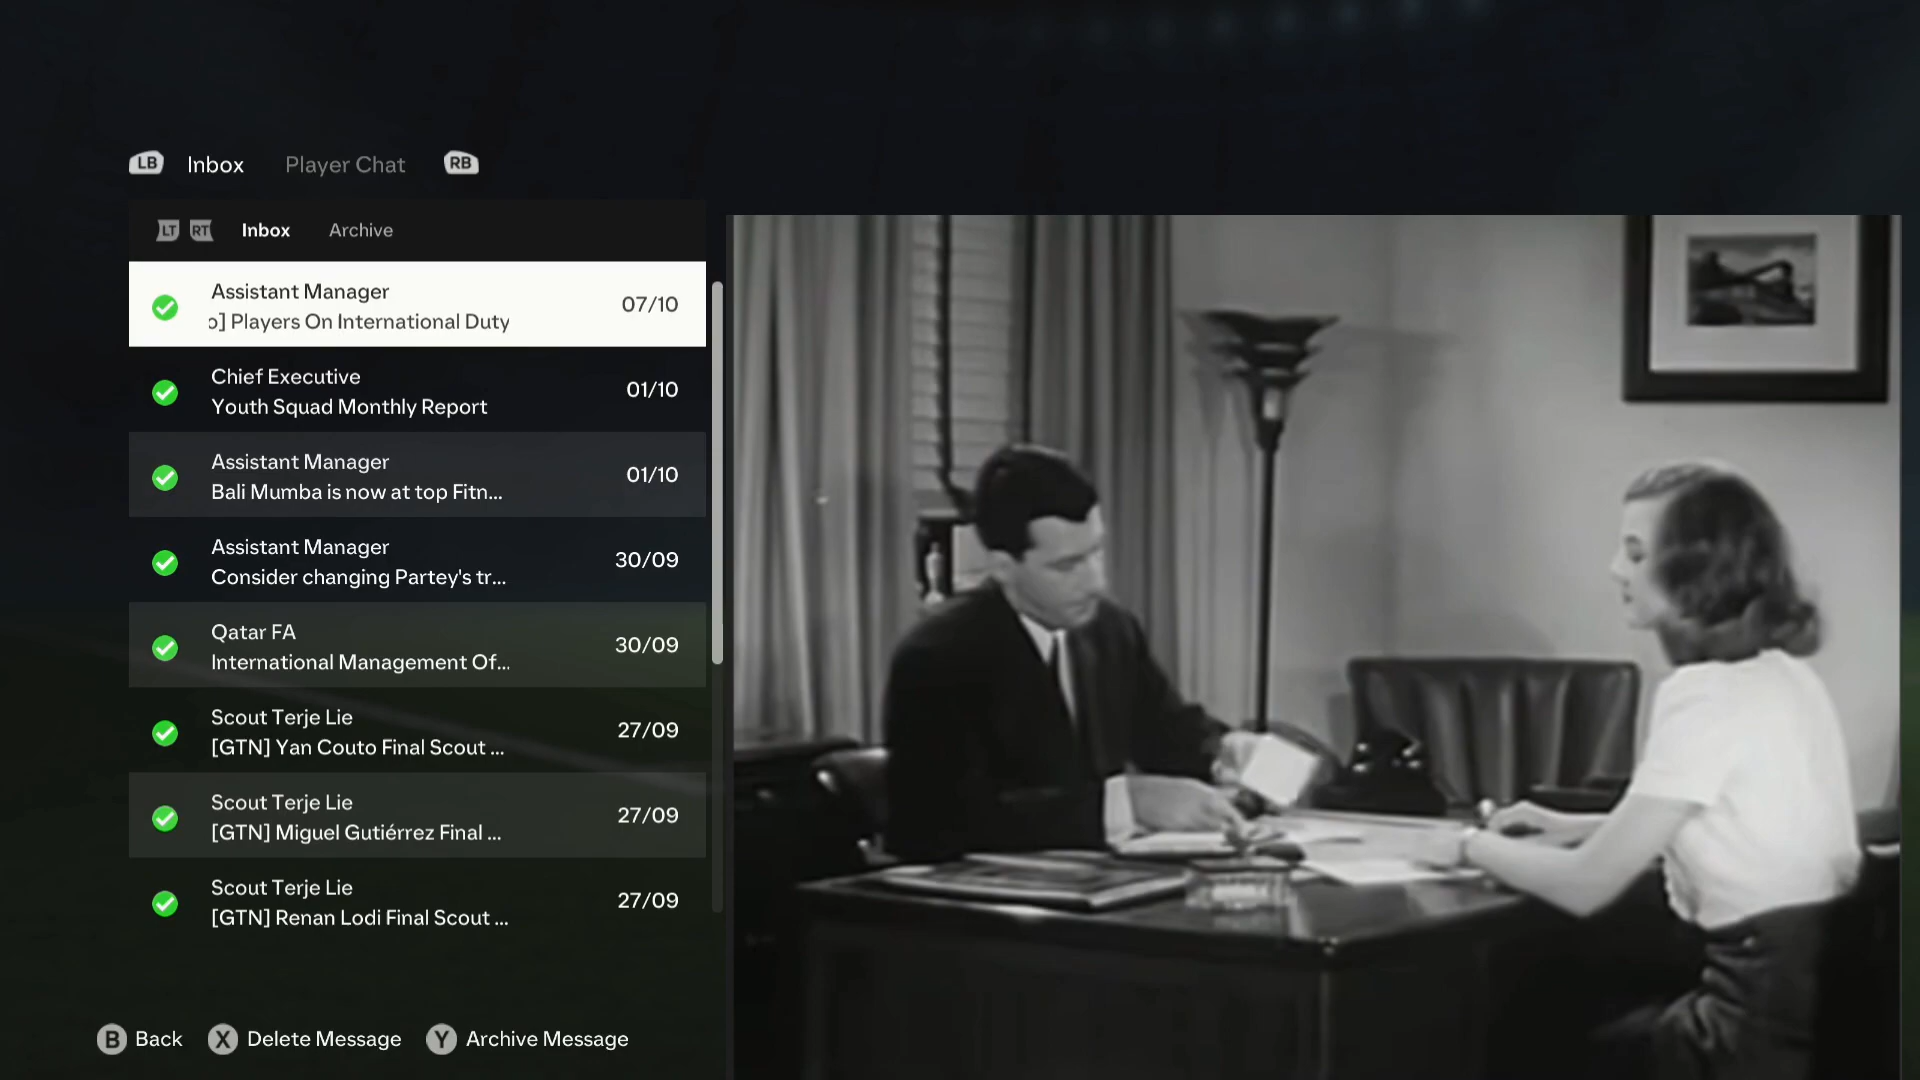 LB Inbox Player Chat RB
LT RT Inbox Archive
Assistant Manager
o] Players On International Duty
07/10
Chief Executive
Youth Squad Monthly Report
01/10
Assistant Manager
Bali Mumba is now at top Fitn...
01/10
Assistant Manager
Consider changing Partey's tr...
30/09
Qatar FA
International Management Of...
30/09
Scout Terje Lie
[GTN] Yan Couto Final Scout ...
27/09
Scout Terje Lie
[GTN] Miguel Gutiérrez Final ...
27/09
Scout Terje Lie
[GTN] Renan Lodi Final Scout ...
27/09
B Back X Delete Message Y Archive Message